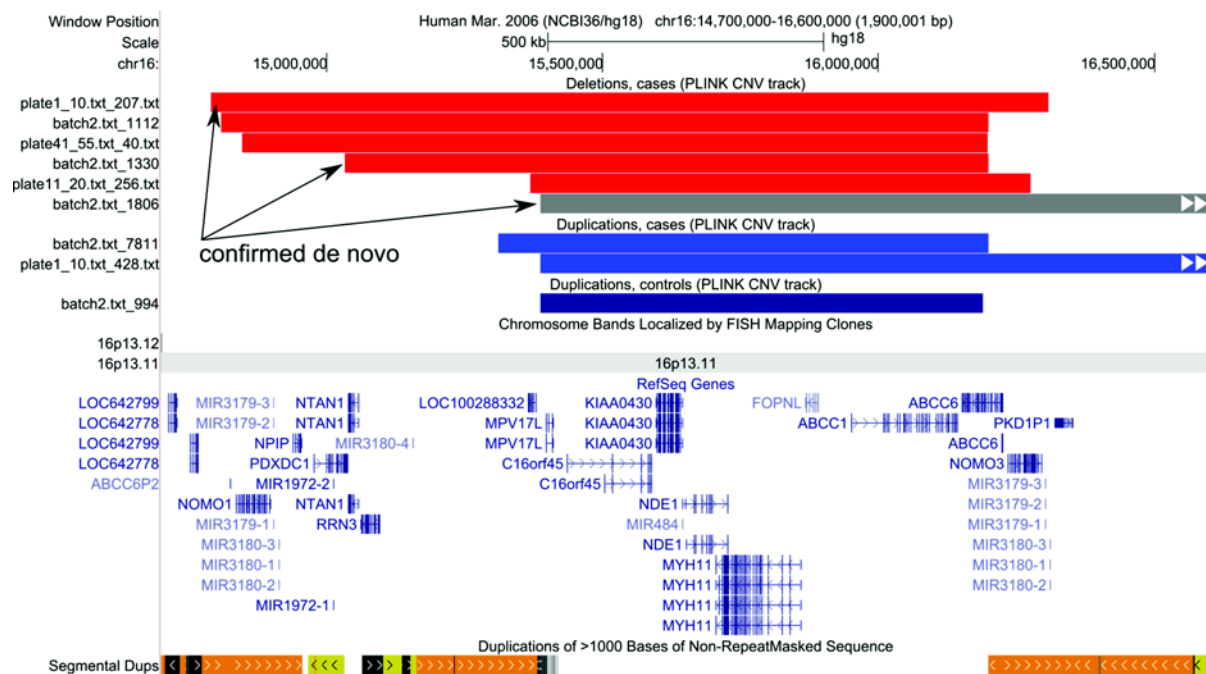 Window Position Human Mar. 2006 (NCBI36/hg18) chr16:14,700,000-16,600,000 (1,900,001 bp)
Scale 500 kb hg18
chr16: 15,000,000 15,500,000 16,000,000 16,500,000
Deletions, cases (PLINK CNV track)
plate1_10.txt_207.txt
batch2.txt_1112
plate41_55.txt_40.txt
batch2.txt_1330
plate11_20.txt_256.txt
batch2.txt_1806
Duplications, cases (PLINK CNV track)
batch2.txt_7811
confirmed de novo
plate1_10.txt_428.txt
Duplications, controls (PLINK CNV track)
batch2.txt_994
Chromosome Bands Localized by FISH Mapping Clones
16p13.12
16p13.11 16p13.11
RefSeq Genes
LOC642799 MIR3179-3 NTAN1 LOC100288332 KIAA0430 FOPNL ABCC6
LOC642778 MIR3179-2 NTAN1 MPV17L KIAA0430 ABCC1 PKD1P1
LOC642799 NPIP MIR3180-4 MPV17L KIAA0430 ABCC6
LOC642778 PDXDC1 C16orf45 NOMO3
ABCC6P2 MIR1972-2 C16orf45 MIR3179-3
NOMO1 NTAN1 NDE1 MIR3179-2
MIR3179-1 RRN3 MIR484 MIR3179-1
MIR3180-3 NDE1 MIR3180-3
MIR3180-1 MYH11 MIR3180-1
MIR3180-2 MYH11 MIR3180-2
MIR1972-1 MYH11
MYH11
Duplications of >1000 Bases of Non-RepeatMasked Sequence
Segmental Dups